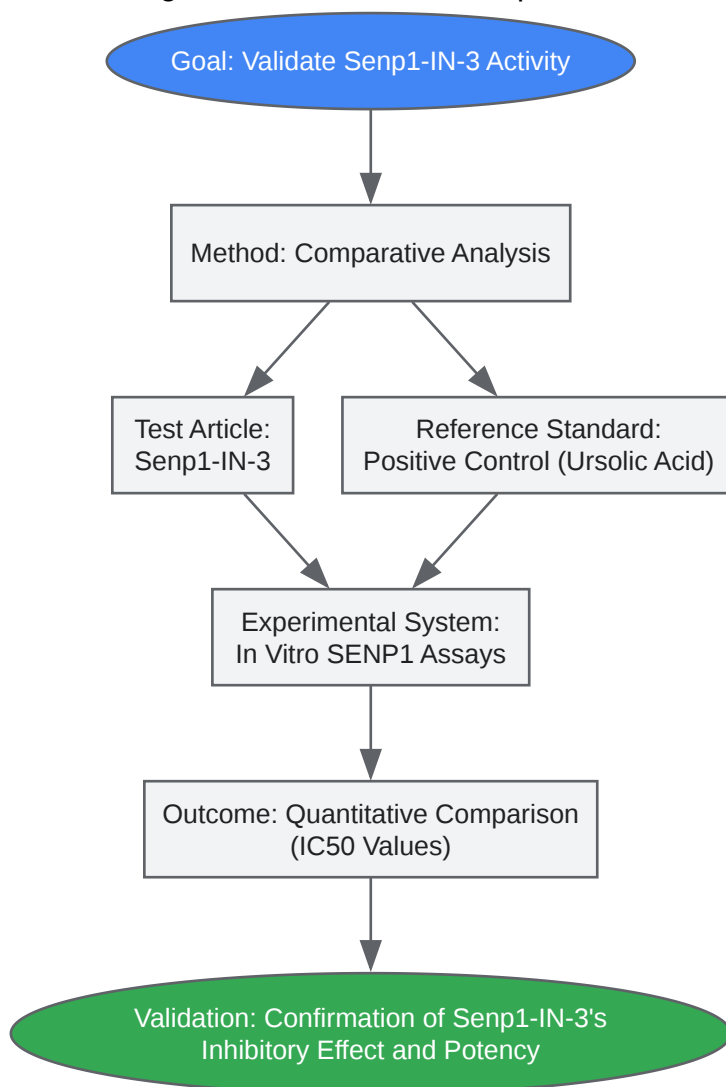 Goal: Validate Senp1-IN-3 Activity
Method: Comparative Analysis
Test Article:
Senp1-IN-3
Reference Standard:
Positive Control (Ursolic Acid)
Experimental System:
In Vitro SENP1 Assays
Outcome: Quantitative Comparison
(IC50 Values)
Validation: Confirmation of Senp1-IN-3's
Inhibitory Effect and Potency